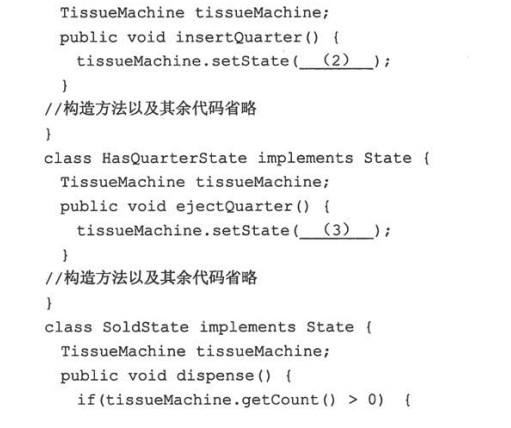 TissueMachine tissueMachine;
public void insertQuarter() {
tissueMachine.setState(__(2)__);
}
//构造方法以及其余代码省略
}
class HasQuarterState implements State {
TissueMachine tissueMachine;
public void ejectQuarter() {
tissueMachine.setState(__(3)__);
}
//构造方法以及其余代码省略
}
class SoldState implements State {
TissueMachine tissueMachine;
public void dispense() {
if(tissueMachine.getCount() > 0) {